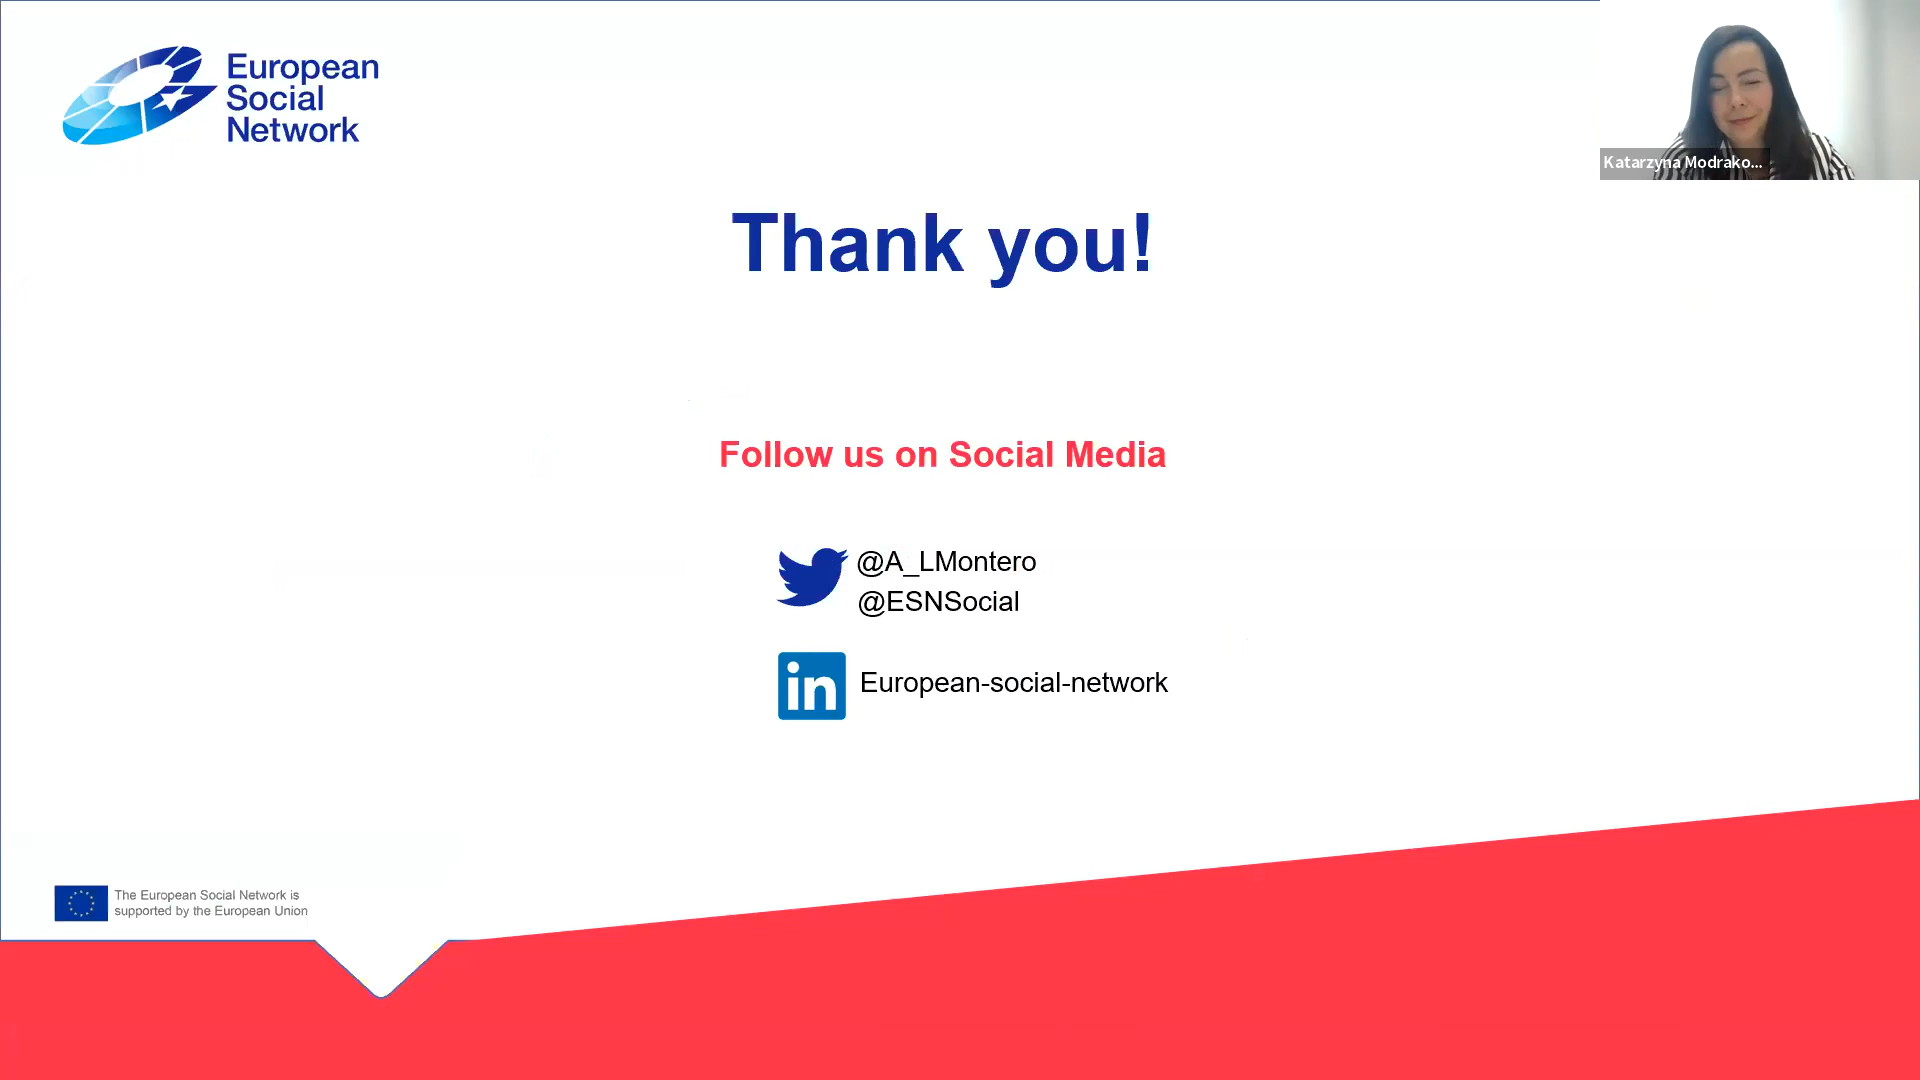 European
Social
Network
Katarzyna Modrako...
Thank you!
Follow us on Social Media
@A_LMontero
@ESNSocial
in European-social-network
The European Social Network is
supported by the European Union